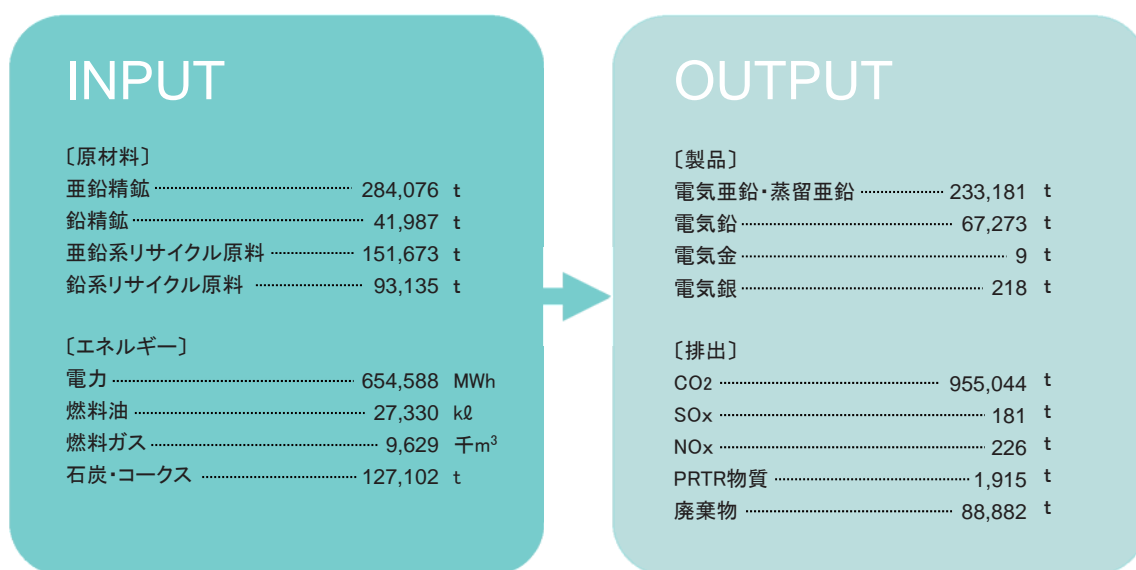 INPUT
〔原材料〕
亜鉛精鉱 284,076 t
鉛精鉱 41,987 t
亜鉛系リサイクル原料 151,673 t
鉛系リサイクル原料 93,135 t
〔エネルギー〕
電力 654,588 MWh
燃料油 27,330 kℓ
燃料ガス 9,629 千m³
石炭・コークス 127,102 t
OUTPUT
〔製品〕
電気亜鉛・蒸留亜鉛 233,181 t
電気鉛 67,273 t
電気金 9 t
電気銀 218 t
〔排出〕
CO2 955,044 t
SOx 181 t
NOx 226 t
PRTR物質 1,915 t
廃棄物 88,882 t